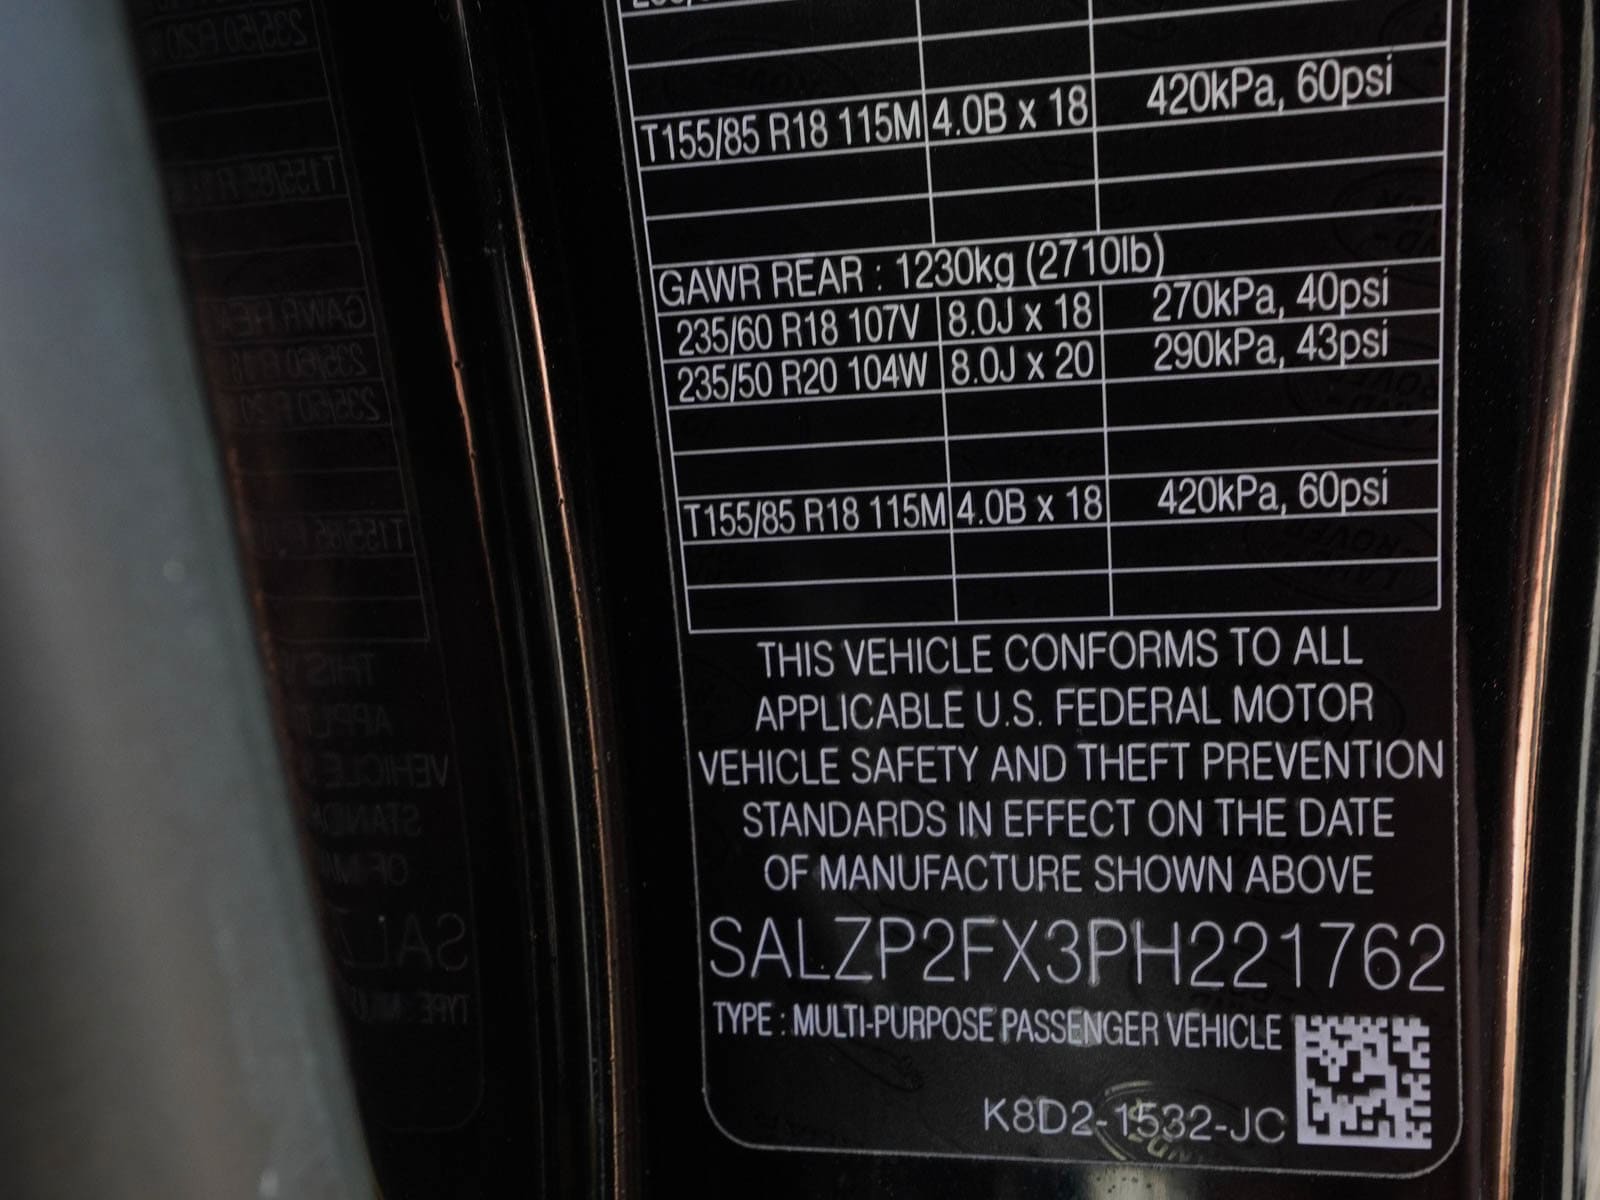 T155/85 R18 115M 4.0B x 18 420kPa, 60psi
GAWR REAR : 1230kg (2710lb)
235/60 R18 107V 8.0J x 18 270kPa, 40psi
235/50 R20 104W 8.0J x 20 290kPa, 43psi
T155/85 R18 115M 4.0B x 18 420kPa, 60psi
THIS VEHICLE CONFORMS TO ALL
APPLICABLE U.S. FEDERAL MOTOR
VEHICLE SAFETY AND THEFT PREVENTION
STANDARDS IN EFFECT ON THE DATE
OF MANUFACTURE SHOWN ABOVE
SALZP2FX3PH221762
TYPE : MULTI-PURPOSE PASSENGER VEHICLE
K8D2-1532-JC